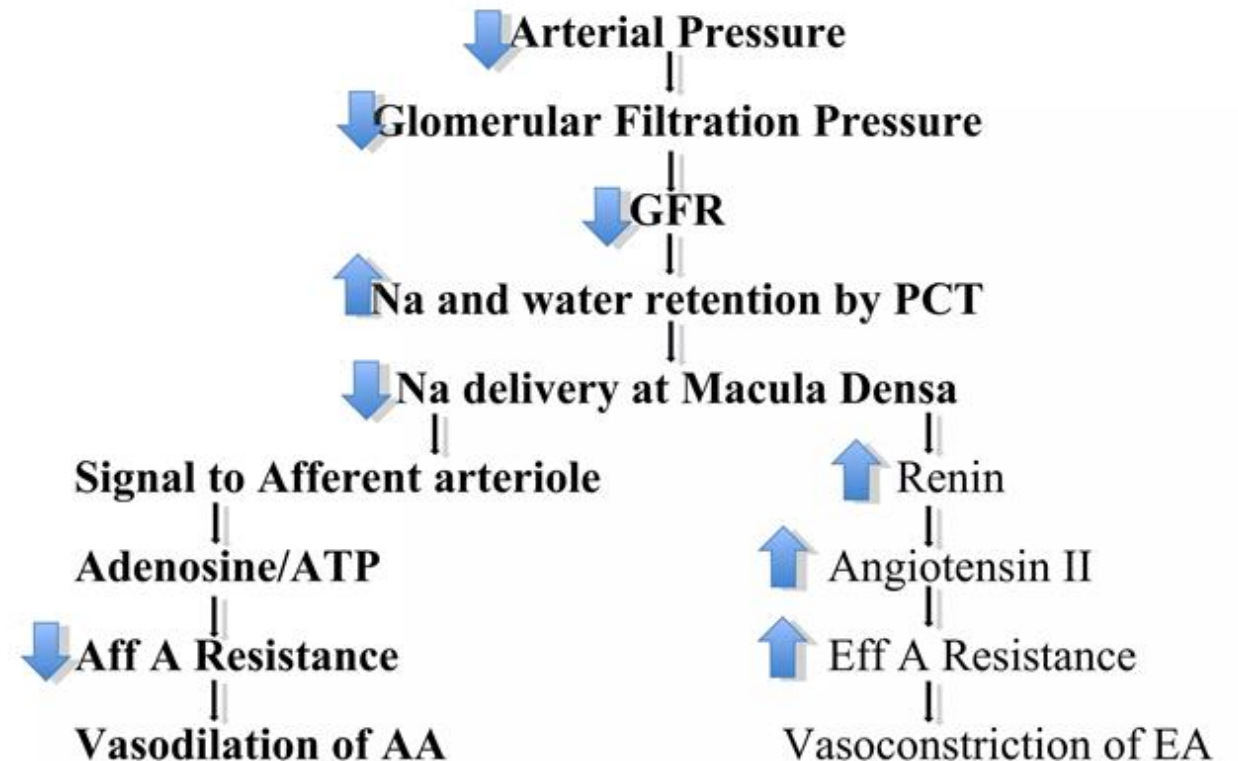 Arterial Pressure
Glomerular Filtration Pressure
GFR
Na and water retention by PCT
Na delivery at Macula Densa
Signal to Afferent arteriole
Renin
Adenosine/ATP
Angiotensin II
Aff A Resistance
Eff A Resistance
Vasodilation of AA
Vasoconstriction of EA